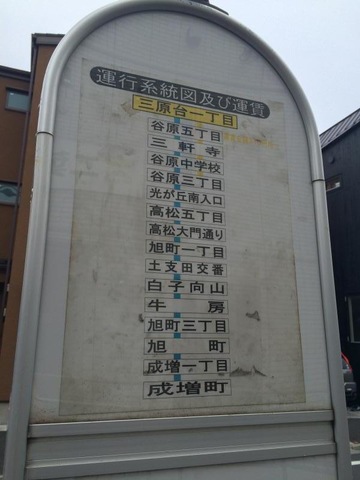 運行系統図及び運賃
三原台一丁目
谷原五丁目
三軒寺
谷原中学校
谷原三丁目
光が丘南入口
高松五丁目
高松大門通り
旭町一丁目
土支田交番
白子向山
牛房
旭町三丁目
旭町
成増一丁目
成増町